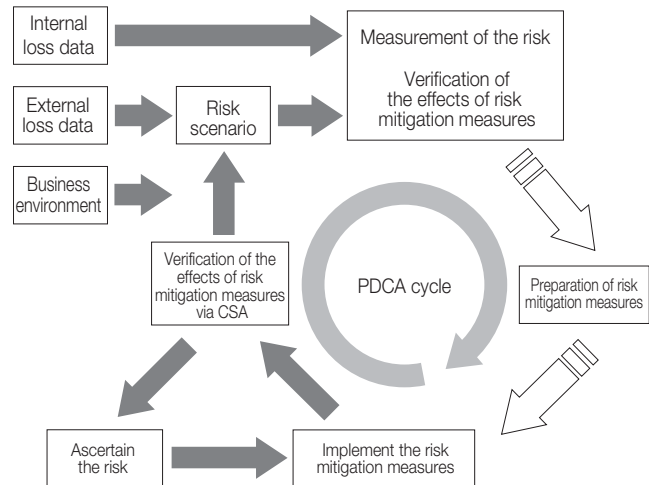 Internal
loss data
Measurement of the risk
Verification of
the effects of risk
mitigation measures
External
loss data
Risk
scenario
Business
environment
Verification of the
effects of risk
mitigation measures
via CSA
PDCA cycle
Preparation of risk
mitigation measures
Ascertain
the risk
Implement the risk
mitigation measures